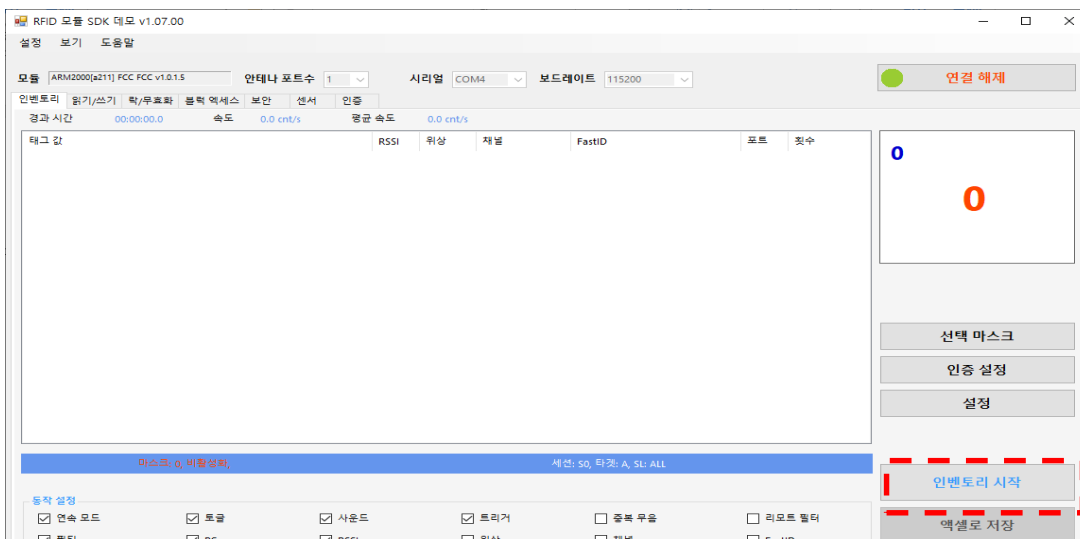 RFID 모듈 SDK 데모 v1.07.00
설정 보기 도움말
모듈 ARM2000[a211] FCC FCC v1.0.1.5 안테나 포트수 1 시리얼 COM4 보드레이트 115200 연결 해제
인벤토리 읽기/쓰기 락/무효화 블럭 엑세스 보안 센서 인증
경과 시간 00:00:00.0 속도 0.0 cnt/s 평균 속도 0.0 cnt/s
태그 값 RSSI 위상 채널 FastID 포트 횟수
0
0
선택 마스크
인증 설정
설정
마스크: 0, 비활성화, 세션: S0, 타겟: A, SL: ALL
인벤토리 시작
동작 설정
연속 모드 토글 사운드 트리거 중복 무음 리모트 필터
엑셀로 저장